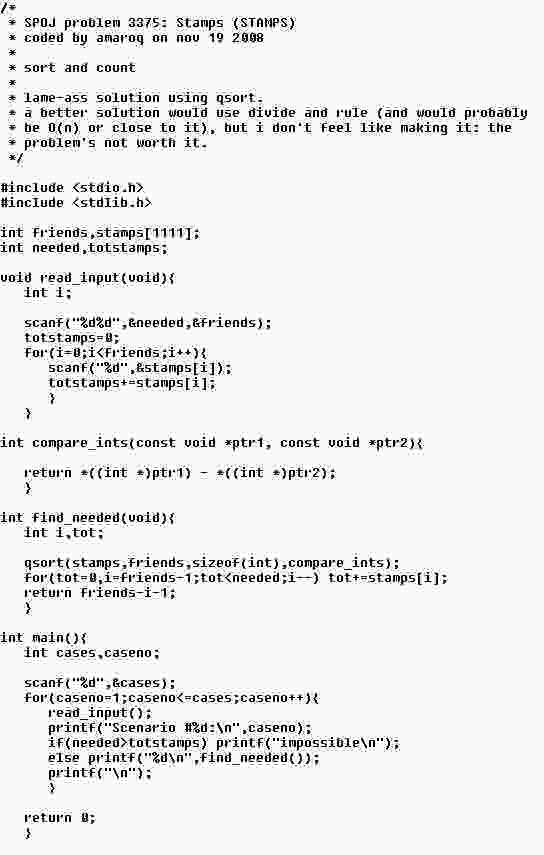 /*
 * SPOJ problem 3375: Stamps (STAMPS)
 * coded by amaroq on nov 19 2008
 *
 * sort and count
 *
 * lame-ass solution using qsort.
 * a better solution would use divide and rule (and would probably
 * be O(n) or close to it), but i don't feel like making it: the
 * problem's not worth it.
 */

#include <stdio.h>
#include <stdlib.h>

int friends,stamps[1111];
int needed,totstamps;

void read_input(void){
   int i;

   scanf("%d%d",&needed,&friends);
   totstamps=0;
   for(i=0;i<friends;i++){
      scanf("%d",&stamps[i]);
      totstamps+=stamps[i];
      }
   }

int compare_ints(const void *ptr1, const void *ptr2){

   return *((int *)ptr1) - *((int *)ptr2);
   }

int find_needed(void){
   int i,tot;

   qsort(stamps,friends,sizeof(int),compare_ints);
   for(tot=0,i=friends-1;tot<needed;i--) tot+=stamps[i];
   return friends-i-1;
   }

int main(){
   int cases,caseno;

   scanf("%d",&cases);
   for(caseno=1;caseno<=cases;caseno++){
      read_input();
      printf("Scenario #%d:\n",caseno);
      if(needed>totstamps) printf("impossible\n");
      else printf("%d\n",find_needed());
      printf("\n");
      }

   return 0;
   }